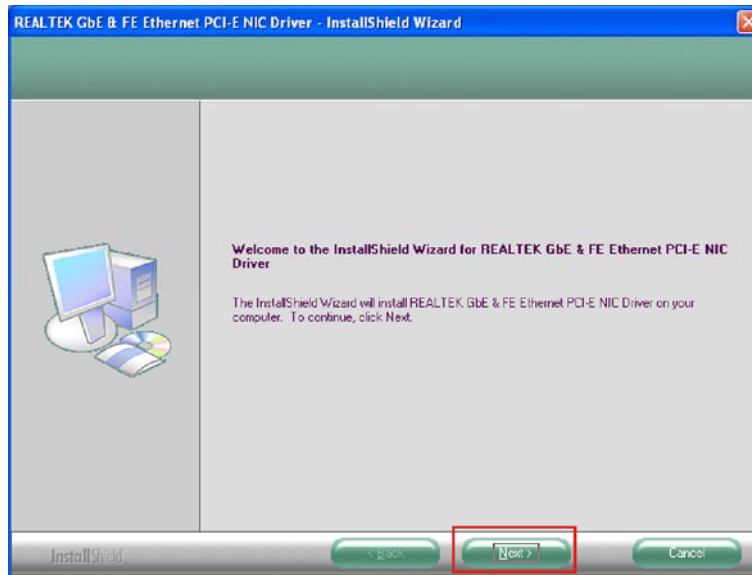 REALTEK GbE & FE Ethernet PCI-E NIC Driver - InstallShield Wizard
Welcome to the InstallShield Wizard for REALTEK GbE & FE Ethernet PCI-E NIC
Driver
The InstallShield Wizard will install REALTEK GbE & FE Ethernet PCI-E NIC Driver on your
computer. To continue, click Next.
InstallShield
< Back
Next >
Cancel